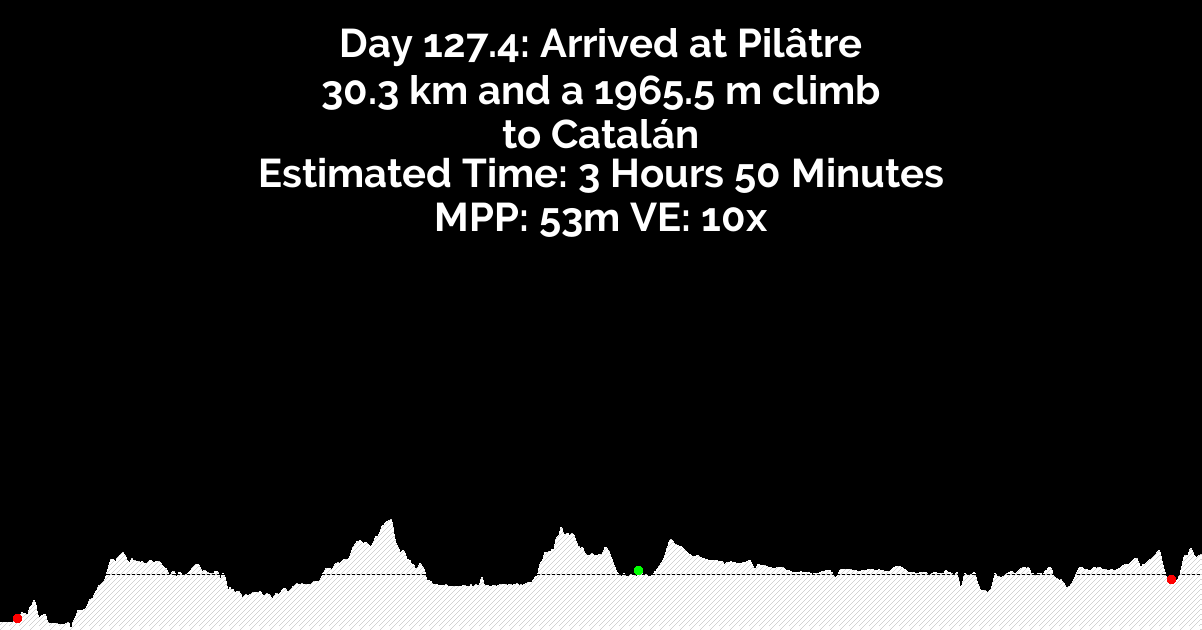 Day 127.4: Arrived at Pilâtre
30.3 km and a 1965.5 m climb
to Catalán
Estimated Time: 3 Hours 50 Minutes
MPP: 53m VE: 10x